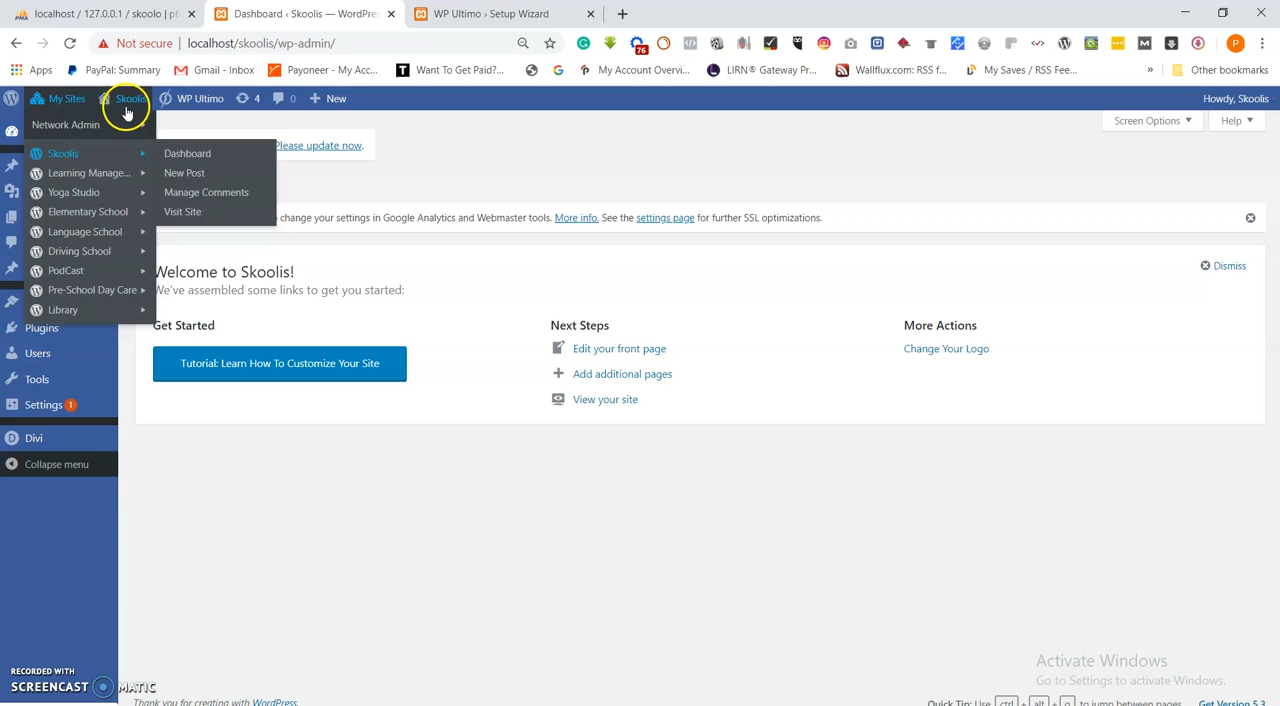 localhost / 127.0.0.1 / skoolo | ph
Dashboard ‹ Skoolis — WordPres
WP Ultimo › Setup Wizard
Not secure | localhost/skoolis/wp-admin/
76
Apps
PayPal: Summary
Gmail - Inbox
Payoneer - My Acc...
Want To Get Paid?...
My Account Overvi...
LIRN® Gateway Pr...
Wallflux.com: RSS f...
My Saves / RSS Fee...
»
Other bookmarks
My Sites
Skoolis
WP Ultimo
4
0
New
Howdy, Skoolis
Network Admin
Screen Options
Help
Please update now.
Skoolis
Learning Manage...
Yoga Studio
Elementary School
Language School
Driving School
PodCast
Pre-School Day Care
Library
Dashboard
New Post
Manage Comments
Visit Site
change your settings in Google Analytics and Webmaster tools. More info. See the settings page for further SSL optimizations.
Welcome to Skoolis!
We've assembled some links to get you started:
Dismiss
Get Started
Next Steps
More Actions
Tutorial: Learn How To Customize Your Site
Edit your front page
Add additional pages
View your site
Change Your Logo
Plugins
Users
Tools
Settings 1
Divi
Collapse menu
Activate Windows
Go to Settings to activate Windows.
RECORDED WITH
SCREENCAST MATIC
Thank you for creating with WordPress.
Quick Tip: Use ctrl + alt + g to jump between pages.
Get Version 5.3